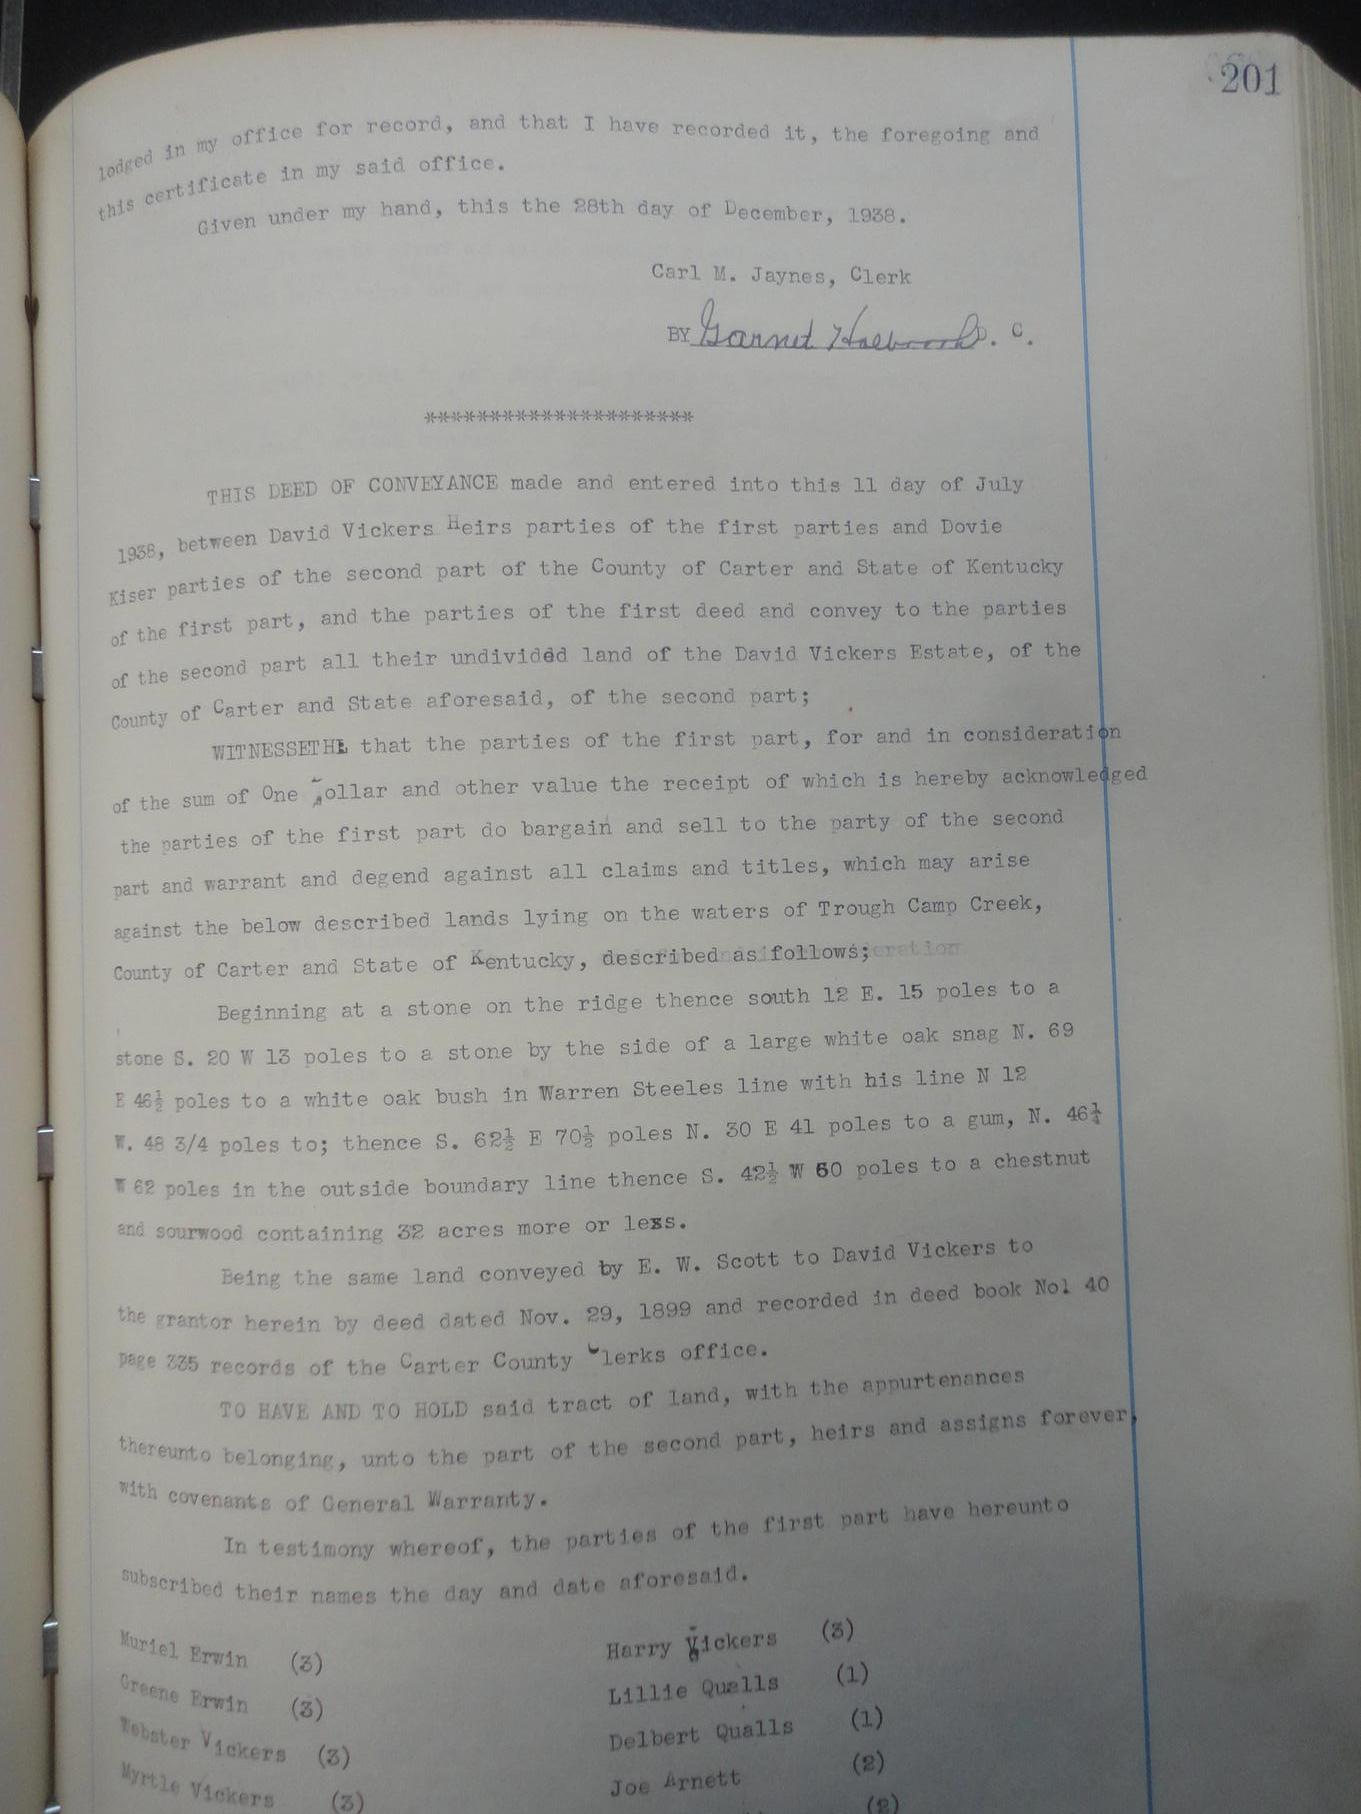 201
lodged in my office for record, and that I have recorded it, the foregoing and
this certificate in my said office.
Given under my hand, this the 28th day of December, 1938.
Carl M. Jaynes, Clerk
BY Garnet Holbrook D. C.
*********************
THIS DEED OF CONVEYANCE made and entered into this 11 day of July
1938, between David Vickers Heirs parties of the first parties and Dovie
Kiser parties of the second part of the County of Carter and State of Kentucky
of the first part, and the parties of the first deed and convey to the parties
of the second part all their undivided land of the David Vickers Estate, of the
County of Carter and State aforesaid, of the second part;
WITNESSETH that the parties of the first part, for and in consideration
of the sum of One Dollar and other value the receipt of which is hereby acknowledged
the parties of the first part do bargain and sell to the party of the second
part and warrant and degend against all claims and titles, which may arise
against the below described lands lying on the waters of Trough Camp Creek,
County of Carter and State of Kentucky, described as follows;
Beginning at a stone on the ridge thence south 12 E. 15 poles to a
stone S. 20 W 13 poles to a stone by the side of a large white oak snag N. 69
E 46½ poles to a white oak bush in Warren Steeles line with his line N 12
W. 48 3/4 poles to; thence S. 62½ E 70½ poles N. 30 E 41 poles to a gum, N. 46¼
W 62 poles in the outside boundary line thence S. 42½ W 60 poles to a chestnut
and sourwood containing 32 acres more or less.
Being the same land conveyed by E. W. Scott to David Vickers to
the grantor herein by deed dated Nov. 29, 1899 and recorded in deed book No! 40
page 335 records of the Carter County Clerks office.
TO HAVE AND TO HOLD said tract of land, with the appurtenances
thereunto belonging, unto the part of the second part, heirs and assigns forever,
with covenants of General Warranty.
In testimony whereof, the parties of the first part have hereunto
subscribed their names the day and date aforesaid.
Muriel Erwin (3) Harry Vickers (3)
Greene Erwin (3) Lillie Qualls (1)
Webster Vickers (3) Delbert Qualls (1)
Myrtle Vickers (3) Joe Arnett (2)
(2)